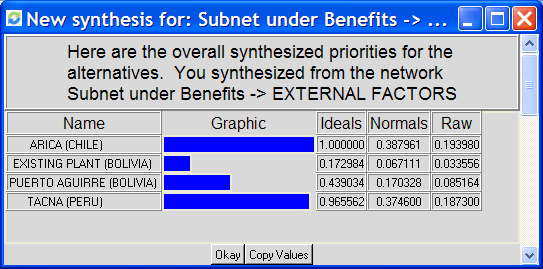 New synthesis for: Subnet under Benefits -> ...
Here are the overall synthesized priorities for the
alternatives. You synthesized from the network
Subnet under Benefits -> EXTERNAL FACTORS
Name Graphic Ideals Normals Raw
ARICA (CHILE) 1.000000 0.387961 0.193980
EXISTING PLANT (BOLIVIA) 0.172984 0.067111 0.033556
PUERTO AGUIRRE (BOLIVIA) 0.439034 0.170328 0.085164
TACNA (PERU) 0.965562 0.374600 0.187300
Okay Copy Values